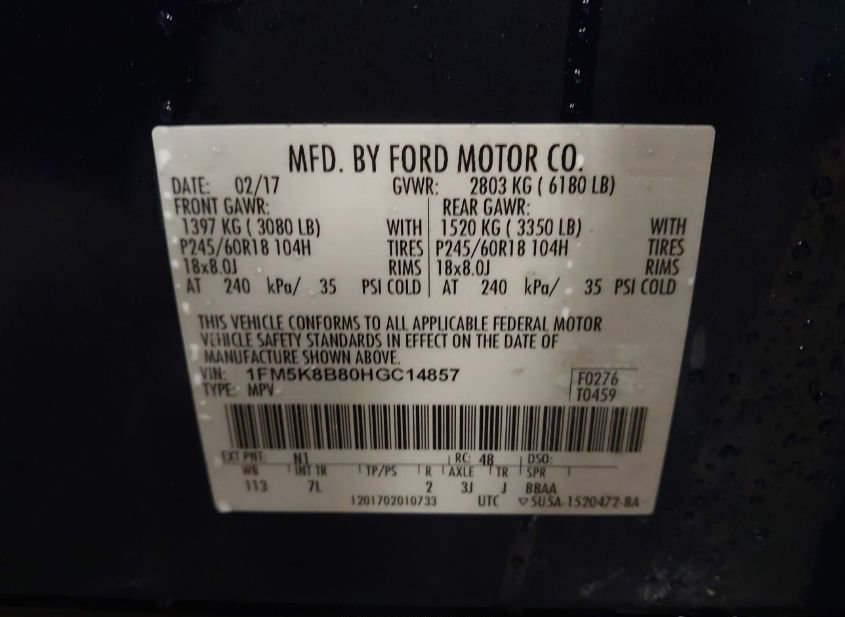 MFD. BY FORD MOTOR CO.
DATE: 02/17 GVWR: 2803 KG ( 6180 LB)
FRONT GAWR: REAR GAWR:
1397 KG ( 3080 LB) WITH 1520 KG ( 3350 LB) WITH
P245/60R18 104H TIRES P245/60R18 104H TIRES
18x8.0J RIMS 18x8.0J RIMS
AT 240 kPa/ 35 PSI COLD AT 240 kPa/ 35 PSI COLD
THIS VEHICLE CONFORMS TO ALL APPLICABLE FEDERAL MOTOR
VEHICLE SAFETY STANDARDS IN EFFECT ON THE DATE OF
MANUFACTURE SHOWN ABOVE.
VIN: 1FM5K8B80HGC14857 F0276
TYPE: MPV T0459
EXT PNT: N1 RC: 48 DSO:
WB INT TR TP/PS R AXLE TR SPR
113 7L 2 3J J BBAA
1201702010733 UTC ▽5U5A-1520472-BA